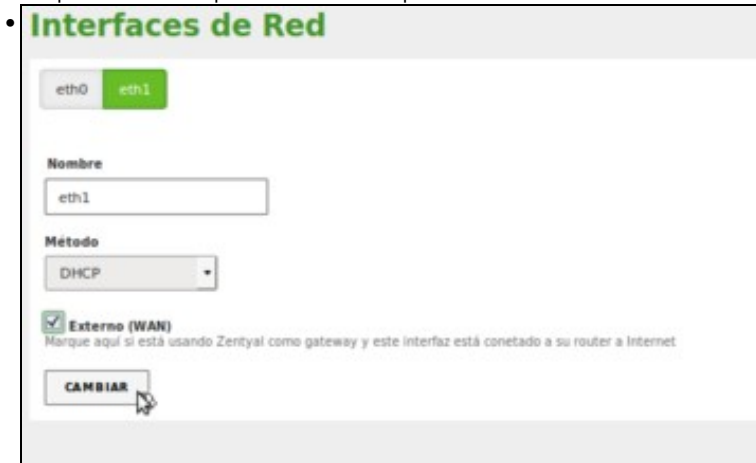 Interfaces de Red
eth0 eth1
Nombre
eth1
Método
DHCP
Externo (WAN)
Marque aquí si está usando Zentyal como gateway y este interfaz está conetado a su router a Internet
CAMBIAR